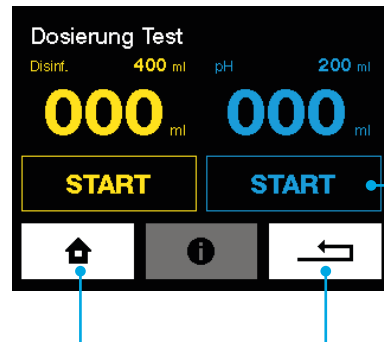 Dosierung Test
Disinf. 400 ml pH 200 ml
000 ml 000 ml
START START
i